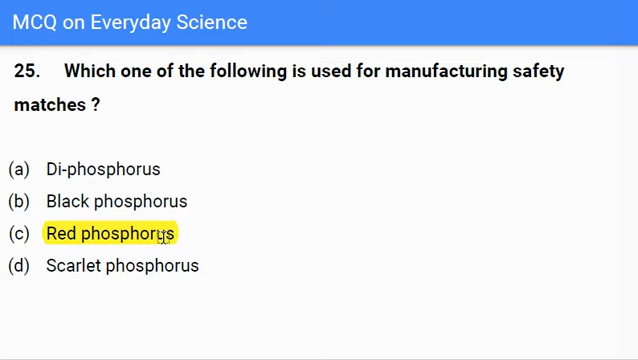 MCQ on Everyday Science
25. Which one of the following is used for manufacturing safety
matches ?
(a) Di-phosphorus
(b) Black phosphorus
(c) Red phosphorus
(d) Scarlet phosphorus